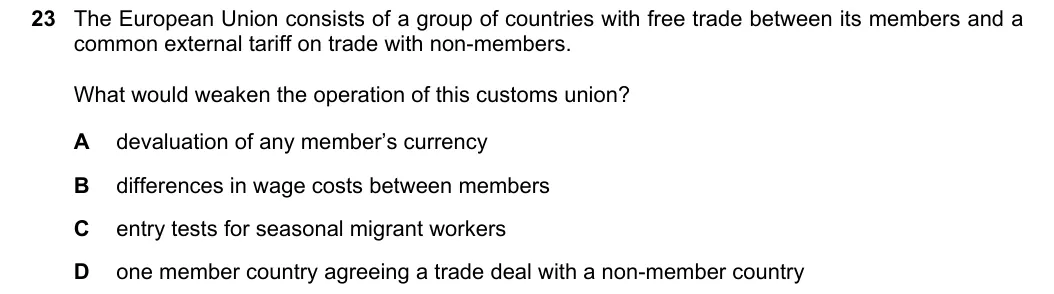 23 The European Union consists of a group of countries with free trade between its members and a
common external tariff on trade with non-members.
What would weaken the operation of this customs union?
A devaluation of any member’s currency
B differences in wage costs between members
C entry tests for seasonal migrant workers
D one member country agreeing a trade deal with a non-member country